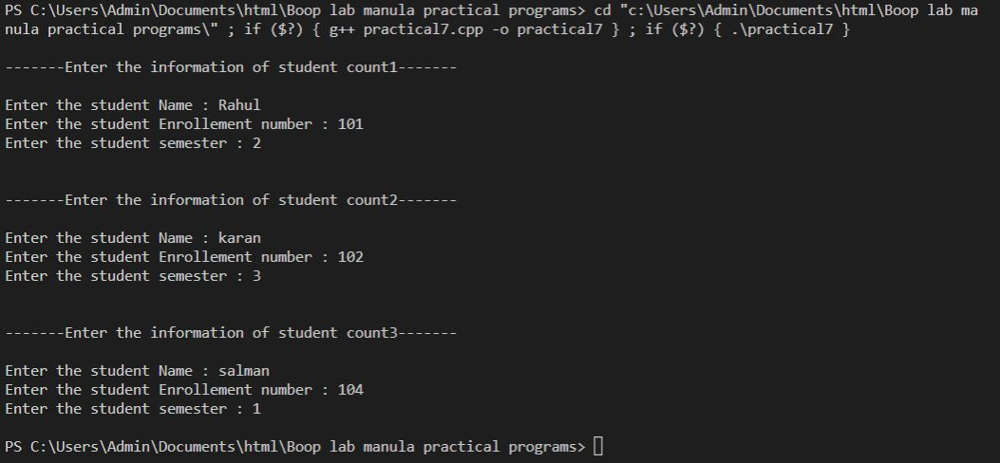 PS C:\Users\Admin\Documents\html\Boop lab manula practical programs> cd "c:\Users\Admin\Documents\html\Boop lab ma
nula practical programs\" ; if ($?) { g++ practical7.cpp -o practical7 } ; if ($?) { .\practical7 }
-------Enter the information of student count1-------
Enter the student Name : Rahul
Enter the student Enrollement number : 101
Enter the student semester : 2
-------Enter the information of student count2-------
Enter the student Name : karan
Enter the student Enrollement number : 102
Enter the student semester : 3
-------Enter the information of student count3-------
Enter the student Name : salman
Enter the student Enrollement number : 104
Enter the student semester : 1
PS C:\Users\Admin\Documents\html\Boop lab manula practical programs>